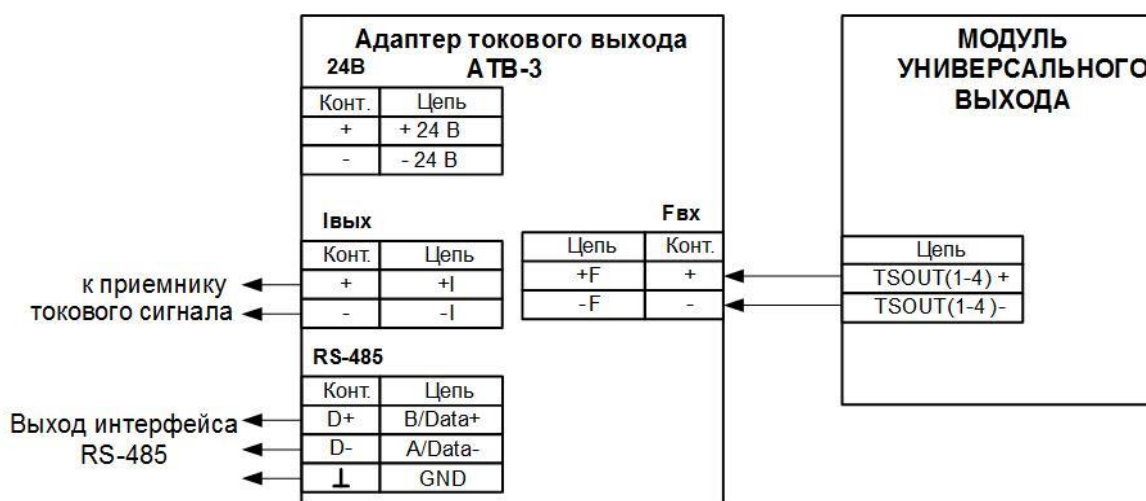 Адаптер токового выхода
АТВ-3
24В
Конт. Цепь
+ + 24 В
- - 24 В
Iвых
Конт. Цепь
+ +I
- -I
к приемнику
токового сигнала
RS-485
Конт. Цепь
D+ B/Data+
D- A/Data-
⊥ GND
Выход интерфейса
RS-485
Fвх
Цепь Конт.
+F +
-F -
МОДУЛЬ
УНИВЕРСАЛЬНОГО
ВЫХОДА
Цепь
TSOUT(1-4) +
TSOUT(1-4 )-